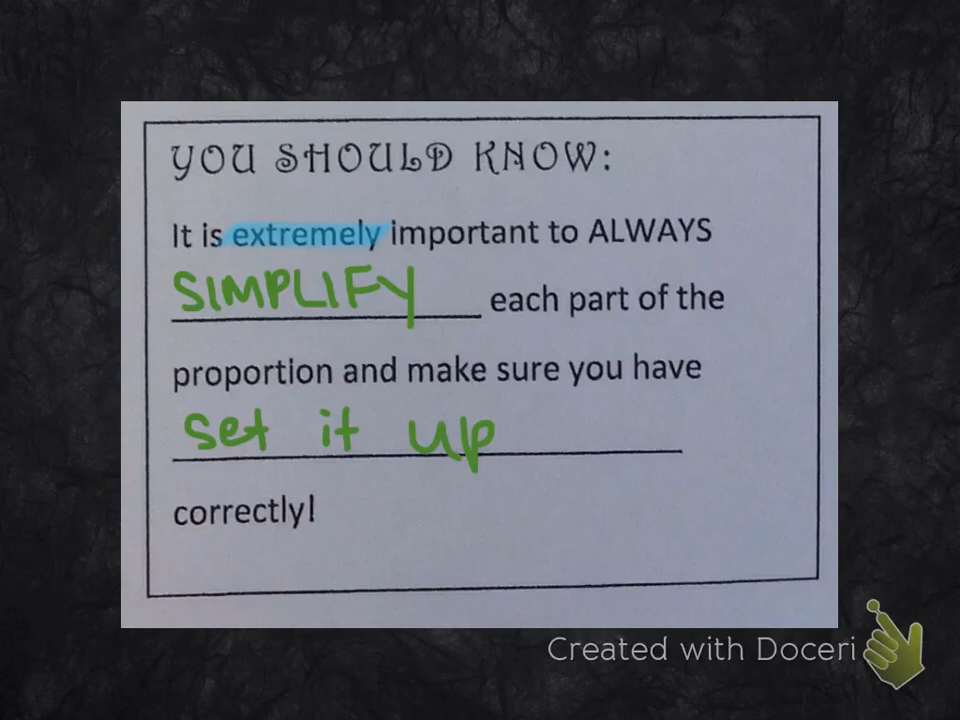 YOU SHOULD KNOW:
It is extremely important to ALWAYS
SIMPLIFY each part of the
proportion and make sure you have
set it up
correctly!
Created with Doceri